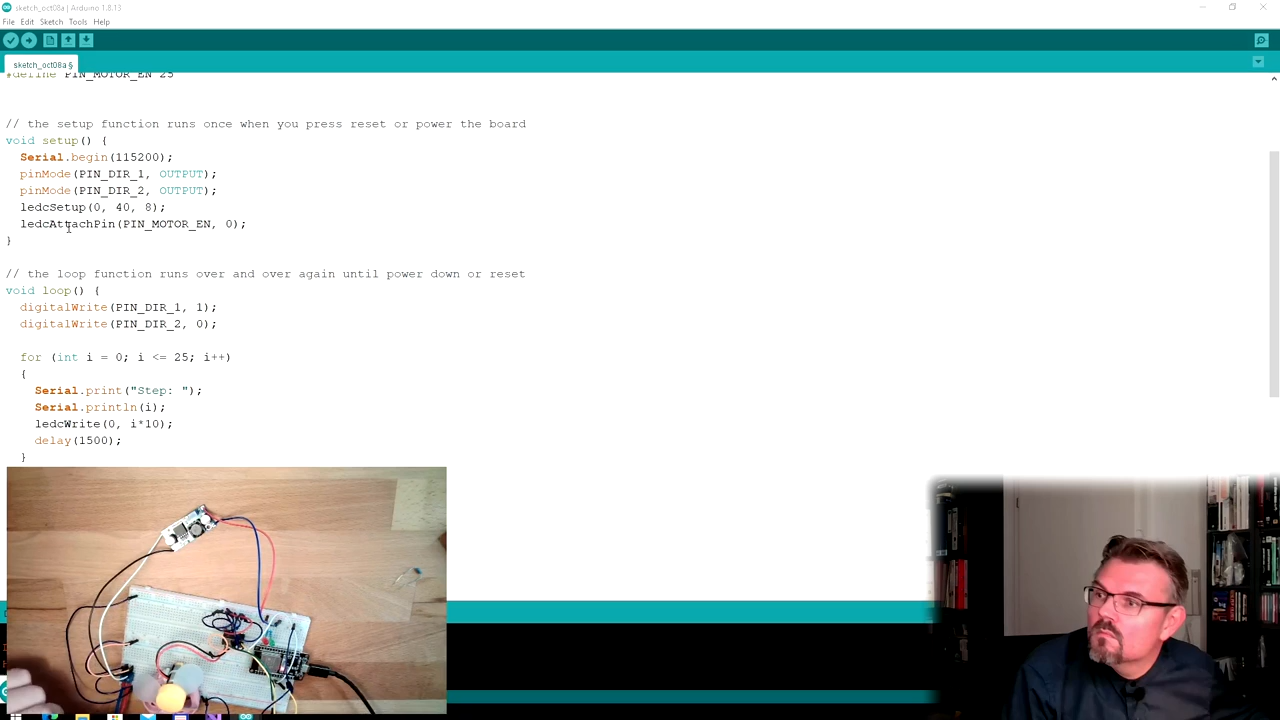 sketch_oct08a | Arduino 1.8.13
File Edit Sketch Tools Help
sketch_oct08a §
#define PIN_MOTOR_EN 25
// the setup function runs once when you press reset or power the board
void setup() {
Serial.begin(115200);
pinMode(PIN_DIR_1, OUTPUT);
pinMode(PIN_DIR_2, OUTPUT);
ledcSetup(0, 40, 8);
ledcAttachPin(PIN_MOTOR_EN, 0);
}
// the loop function runs over and over again until power down or reset
void loop() {
digitalWrite(PIN_DIR_1, 1);
digitalWrite(PIN_DIR_2, 0);
for (int i = 0; i <= 25; i++)
{
Serial.print("Step: ");
Serial.println(i);
ledcWrite(0, i*10);
delay(1500);
}